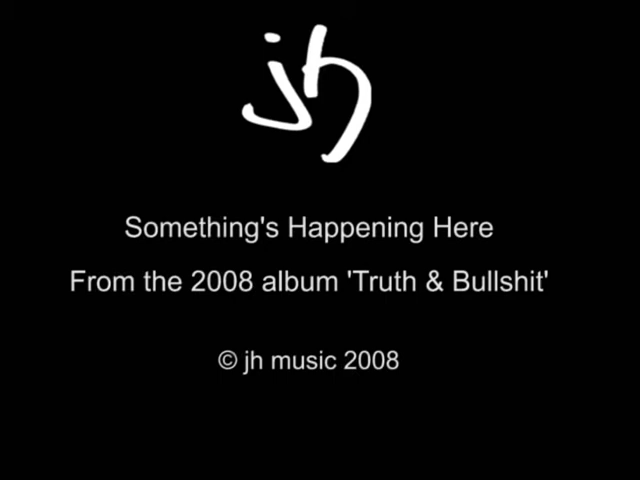 jh
Something's Happening Here
From the 2008 album 'Truth & Bullshit'
© jh music 2008